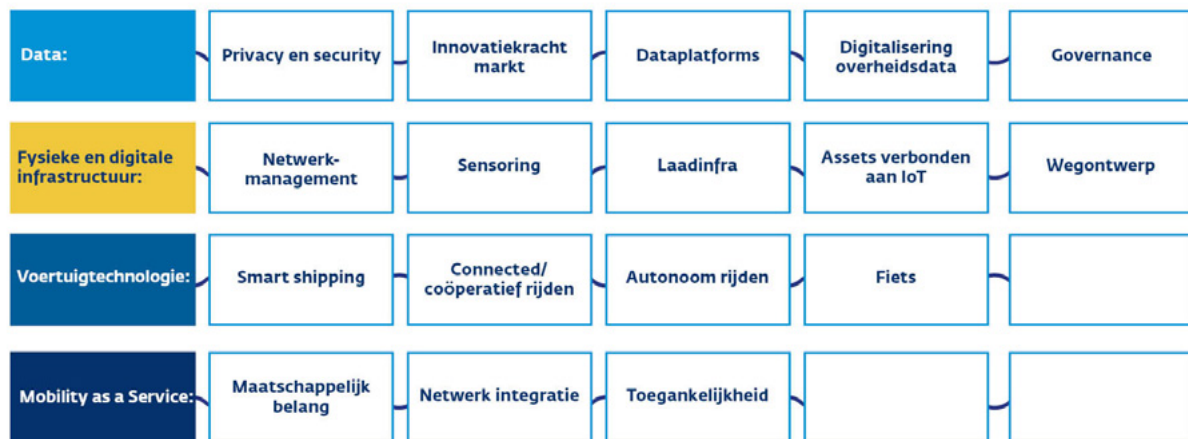 Data:
Privacy en security
Innovatiekracht
markt
Dataplatforms
Digitalisering
overheidsdata
Governance
Fysieke en digitale
infrastructuur:
Netwerk-
management
Sensoring
Laadinfra
Assets verbonden
aan IoT
Wegontwerp
Voertuigtechnologie:
Smart shipping
Connected/
coöperatief rijden
Autonoom rijden
Fiets
Mobility as a Service:
Maatschappelijk
belang
Netwerk integratie
Toegankelijkheid